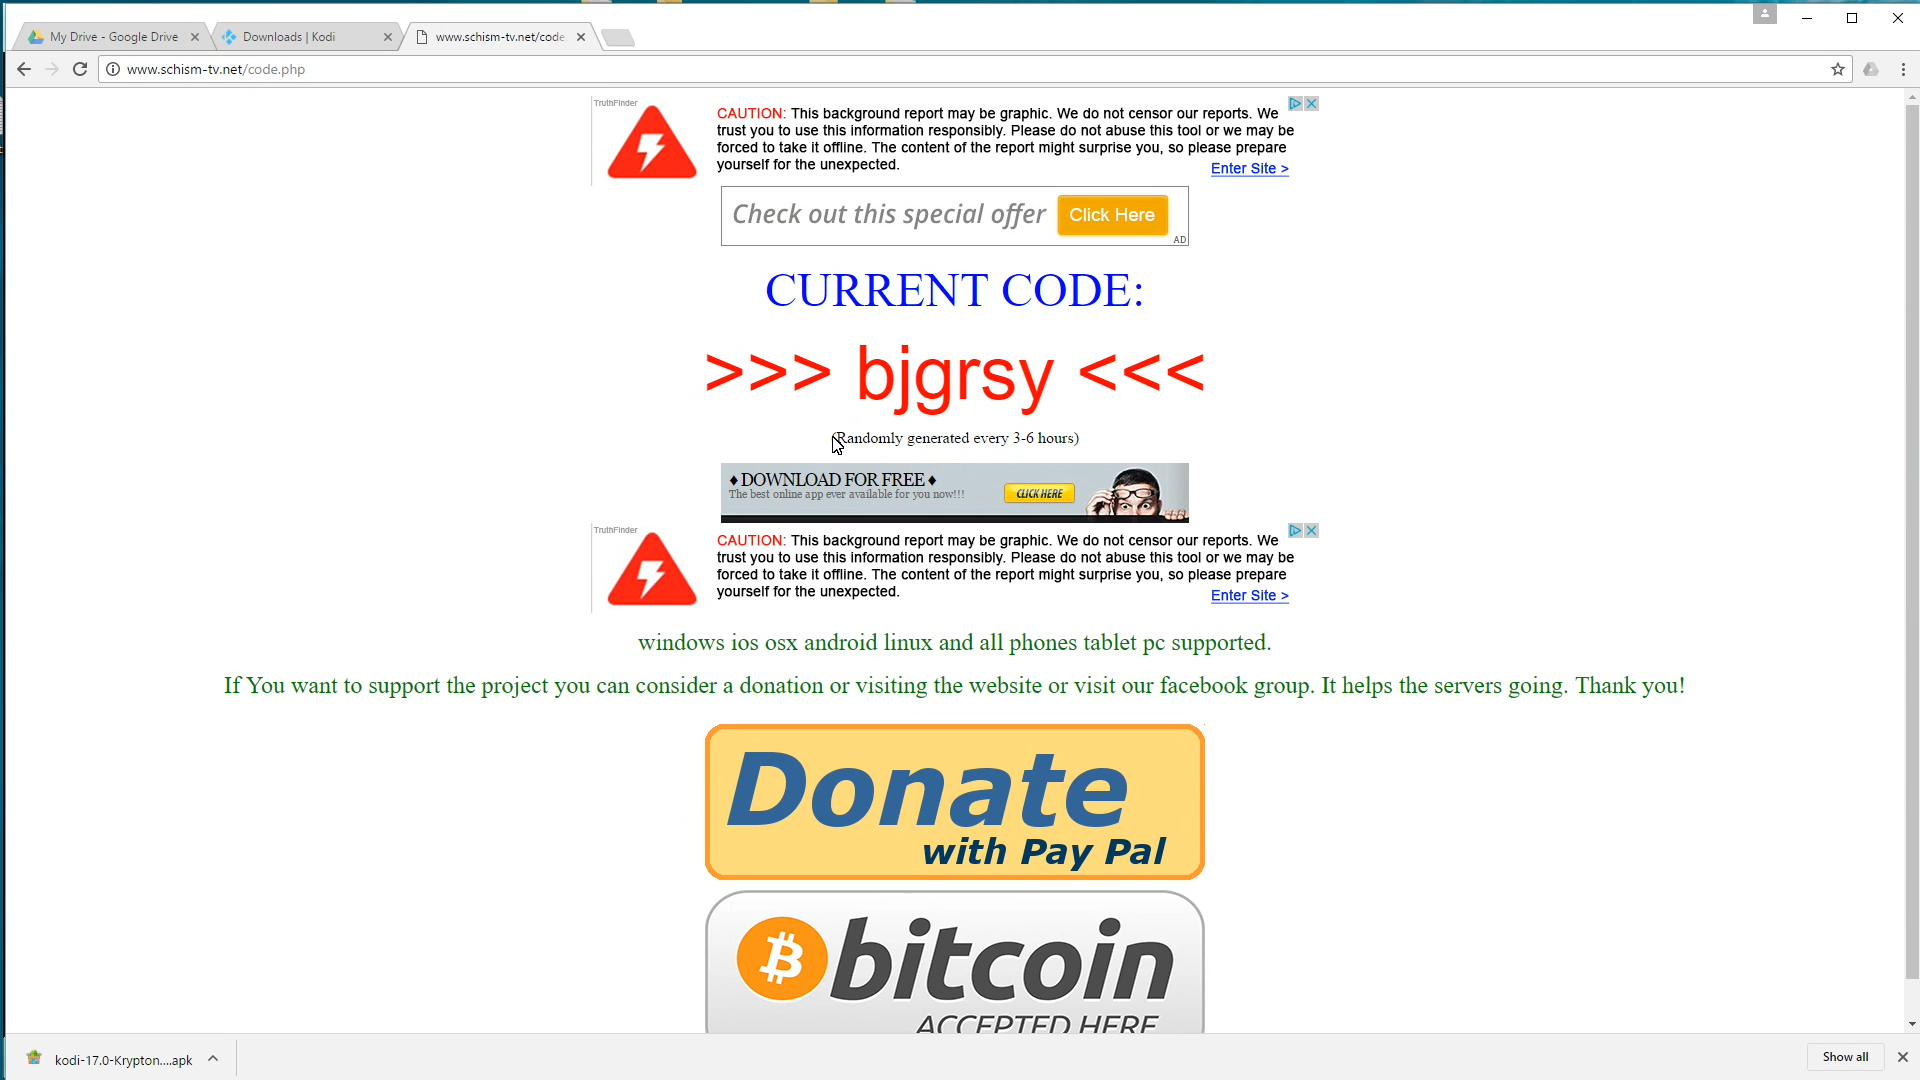 My Drive - Google Drive
Downloads | Kodi
www.schism-tv.net/code
www.schism-tv.net/code.php
TruthFinder
CAUTION: This background report may be graphic. We do not censor our reports. We
trust you to use this information responsibly. Please do not abuse this tool or we may be
forced to take it offline. The content of the report might surprise you, so please prepare
yourself for the unexpected.
Enter Site >
Check out this special offer
Click Here
AD
CURRENT CODE:
>>> bjgrsy <<<
(Randomly generated every 3-6 hours)
♦ DOWNLOAD FOR FREE ♦
The best online app ever available for you now!!!
CLICK HERE
TruthFinder
CAUTION: This background report may be graphic. We do not censor our reports. We
trust you to use this information responsibly. Please do not abuse this tool or we may be
forced to take it offline. The content of the report might surprise you, so please prepare
yourself for the unexpected.
Enter Site >
windows ios osx android linux and all phones tablet pc supported.
If You want to support the project you can consider a donation or visiting the website or visit our facebook group. It helps the servers going. Thank you!
Donate
with Pay Pal
bitcoin
ACCEPTED HERE
kodi-17.0-Krypton....apk
Show all